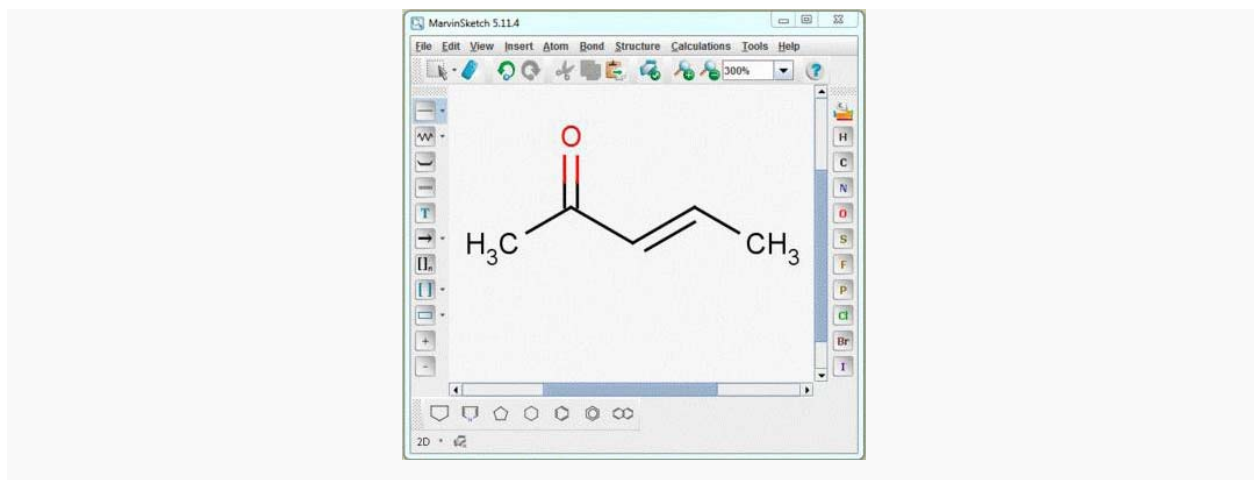 MarvinSketch 5.11.4
File Edit View Insert Atom Bond Structure Calculations Tools Help
300% ?
H
C
N
O
S
F
P
Cl
Br
I
T
[]n
[ ]
+
-
O
H3C CH3
2D